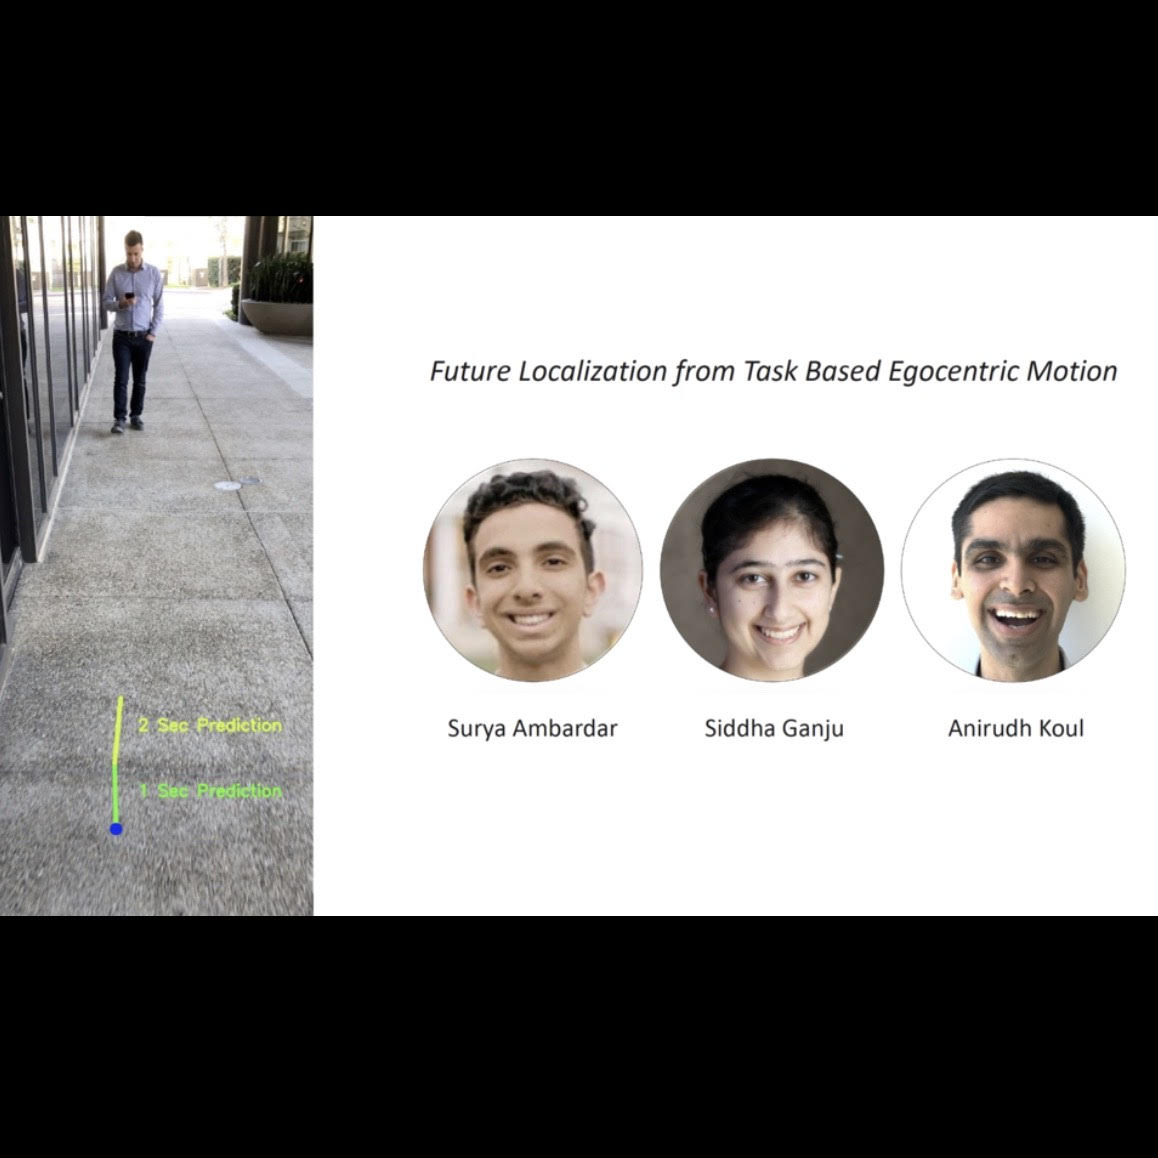 Future Localization from Task Based Egocentric Motion
2 Sec Prediction
1 Sec Prediction
Surya Ambardar
Siddha Ganju
Anirudh Koul